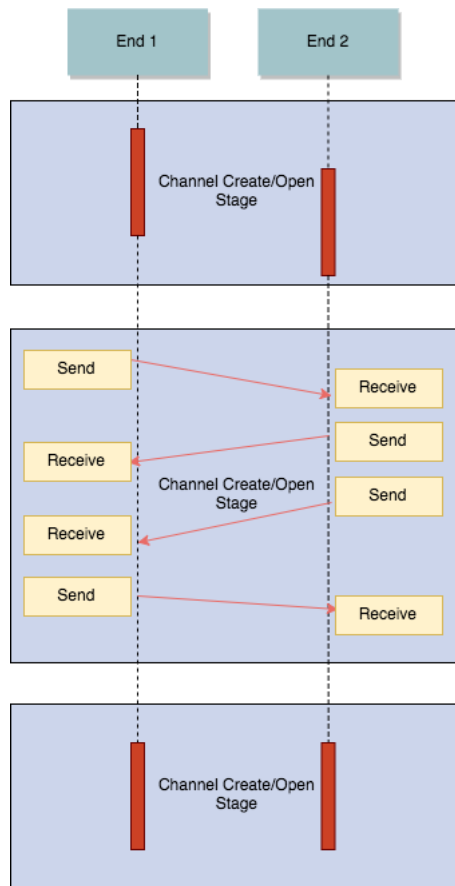 End 1
End 2
Channel Create/Open
Stage
Send
Receive
Send
Receive
Channel Create/Open
Stage
Send
Receive
Send
Receive
Channel Create/Open
Stage